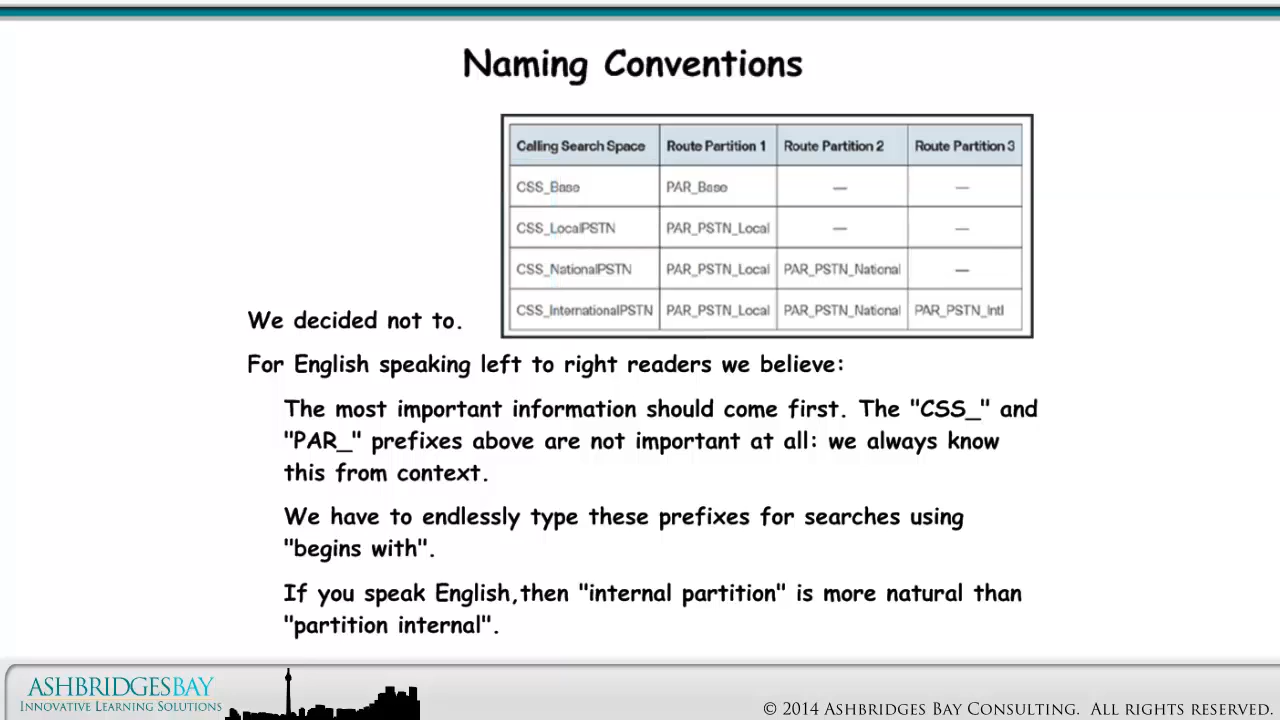 Naming Conventions
Calling Search Space Route Partition 1 Route Partition 2 Route Partition 3
CSS_Base PAR_Base — —
CSS_LocalPSTN PAR_PSTN_Local — —
CSS_NationalPSTN PAR_PSTN_Local PAR_PSTN_National —
CSS_InternationalPSTN PAR_PSTN_Local PAR_PSTN_National PAR_PSTN_Intl
We decided not to.
For English speaking left to right readers we believe:
The most important information should come first. The "CSS_" and
"PAR_" prefixes above are not important at all: we always know
this from context.
We have to endlessly type these prefixes for searches using
"begins with".
If you speak English,then "internal partition" is more natural than
"partition internal".
ASHBRIDGESBAY
INNOVATIVE LEARNING SOLUTIONS
© 2014 ASHBRIDGES BAY CONSULTING. ALL RIGHTS RESERVED.